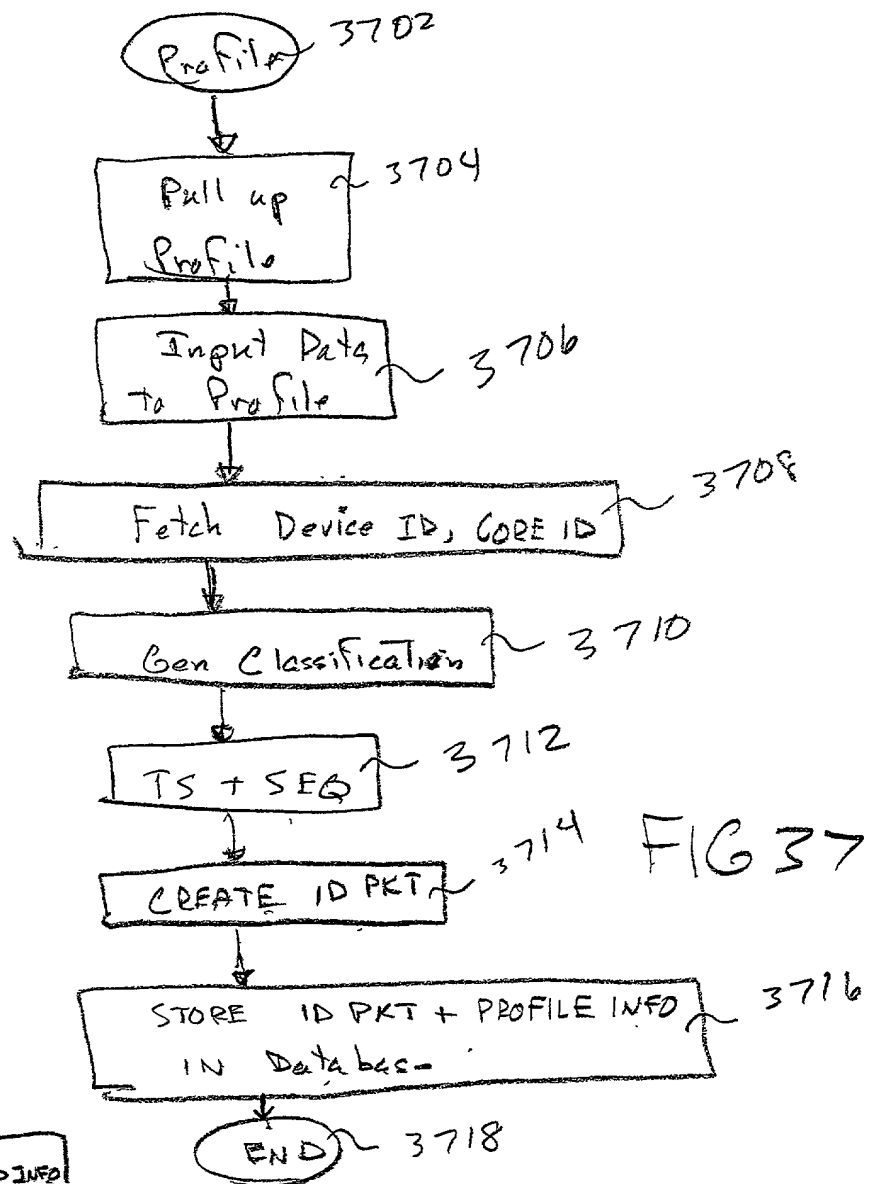 Profile 3702
Pull up 3704
Profile
Input Data 3706
to Profile
Fetch Device ID, CORE ID 3708
Gen Classification 3710
TS + SEQ 3712
CREATE ID PKT 3714
FIG 37
STORE ID PKT + PROFILE INFO 3716
IN Databas-
END 3718
D INFO